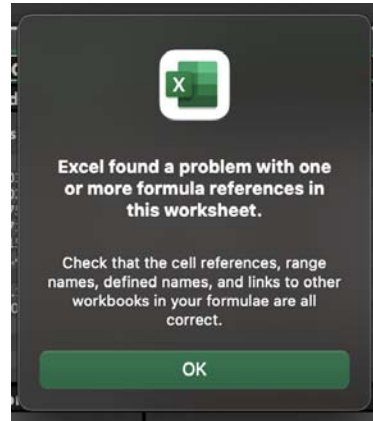 Excel found a problem with one
or more formula references in
this worksheet.
Check that the cell references, range
names, defined names, and links to other
workbooks in your formulae are all
correct.
OK